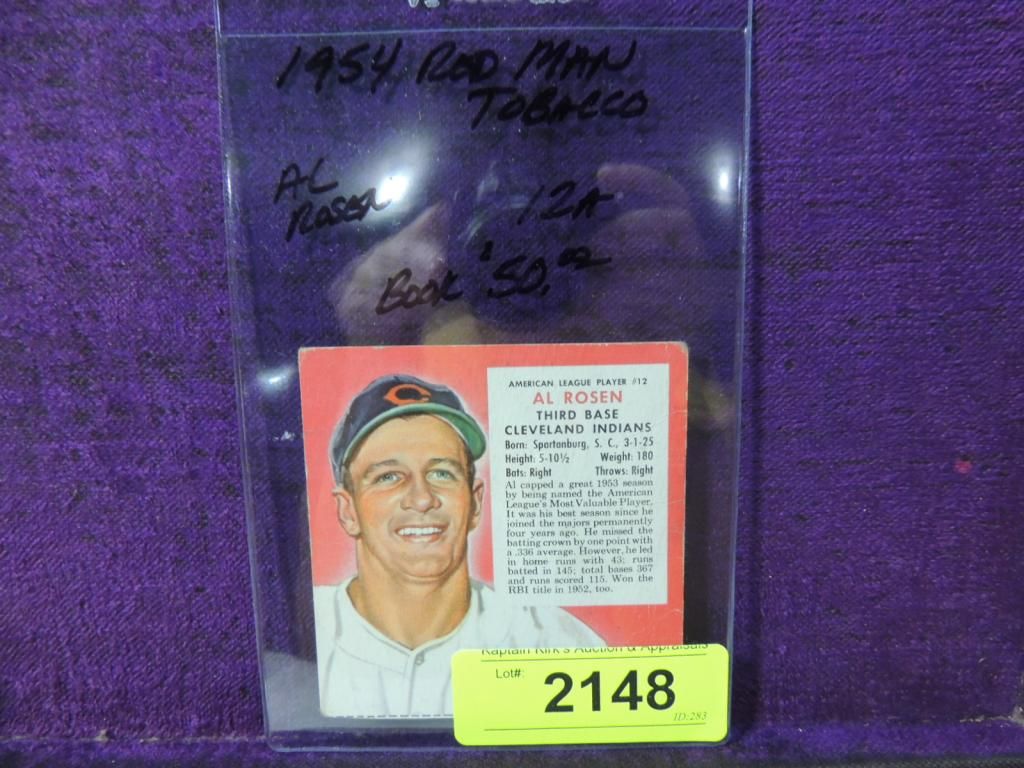 1954 RED MAN
TOBACCO
AL
ROSEN
12A
BOOK $50.00
C
AMERICAN LEAGUE PLAYER #12
AL ROSEN
THIRD BASE
CLEVELAND INDIANS
Born: Spartanburg, S. C., 3-1-25
Height: 5-10½ Weight: 180
Bats: Right Throws: Right
Al capped a great 1953 season
by being named the American
League's Most Valuable Player.
It was his best season since he
joined the majors permanently
four years ago. He missed the
batting crown by one point with
a .336 average. However, he led
in home runs with 43; runs
batted in 145; total bases 367
and runs scored 115. Won the
RBI title in 1952, too.
Kaptain Kirk's Auction & Appraisals
Lot#: 2148
ID:283